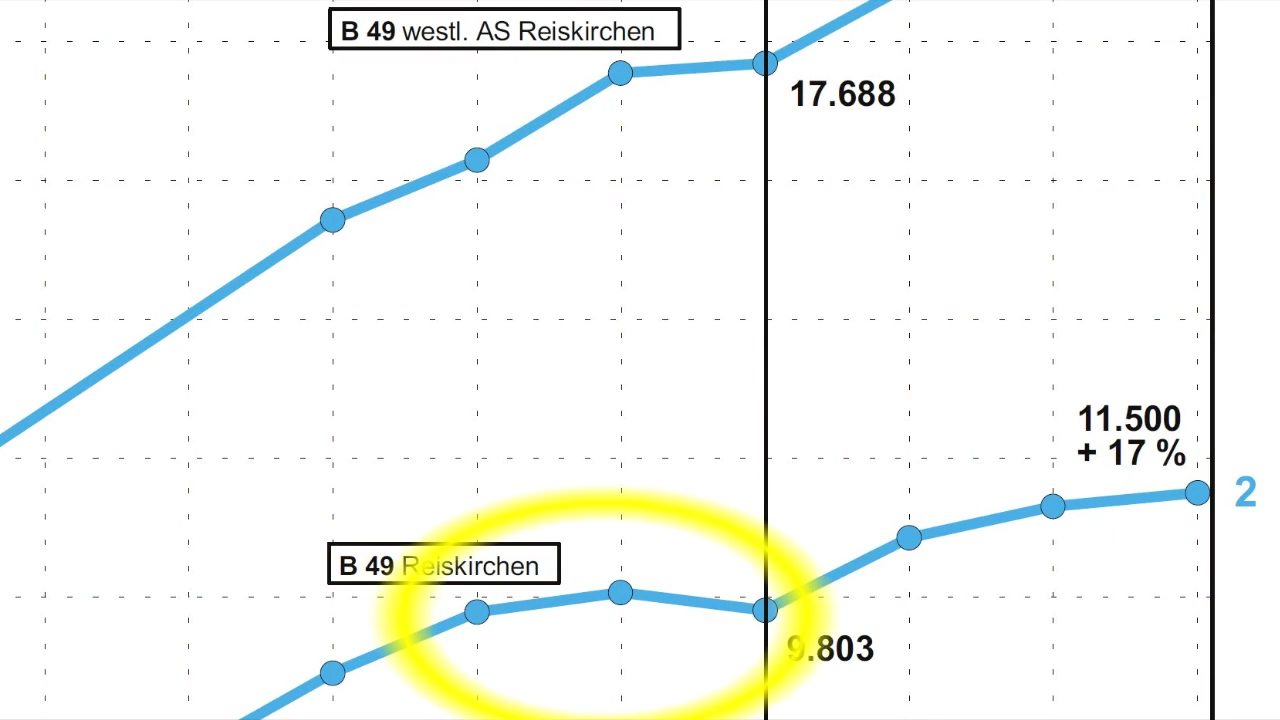 B 49 westl. AS Reiskirchen
17.688
11.500
+ 17 %
2
B 49 Reiskirchen
9.803